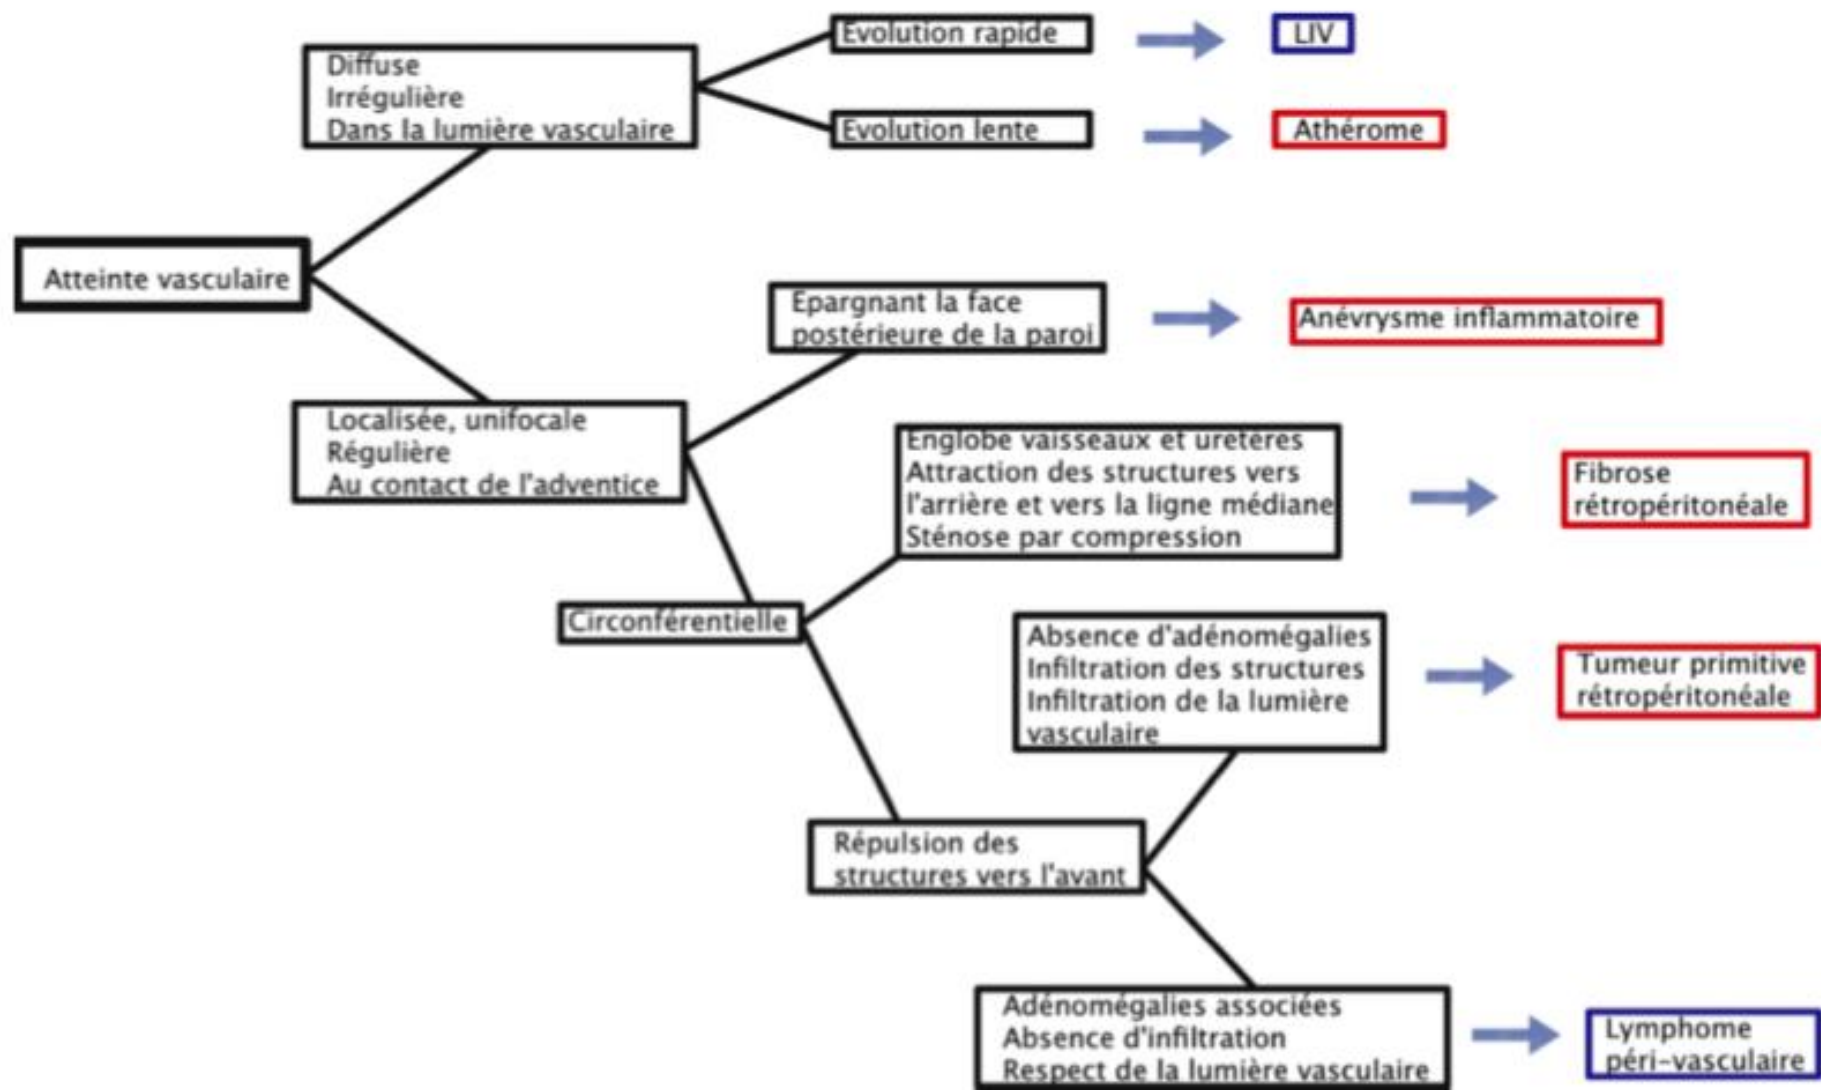 Evolution rapide
LIV
Diffuse
Irrégulière
Dans la lumière vasculaire
Evolution lente
Athérome
Atteinte vasculaire
Epargnant la face
postérieure de la paroi
Anévrysme inflammatoire
Localisée, unifocale
Régulière
Au contact de l'adventice
Englobe vaisseaux et uretères
Attraction des structures vers
l'arrière et vers la ligne médiane
Sténose par compression
Fibrose
rétropéritonéale
Circonférentielle
Absence d'adénomégalies
Infiltration des structures
Infiltration de la lumière
vasculaire
Tumeur primitive
rétropéritonéale
Répulsion des
structures vers l'avant
Adénomégalies associées
Absence d'infiltration
Respect de la lumière vasculaire
Lymphome
péri-vasculaire